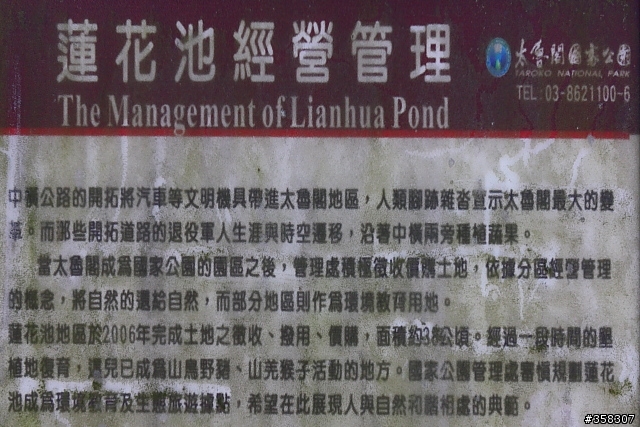 蓮花池經營管理
The Management of Lianhua Pond
太魯閣國家公園
TAROKO NATIONAL PARK
TEL:03-8621100~6
中橫公路的開拓將汽車等文明機具帶進太魯閣地區，人類腳跡雜沓宣示太魯閣最大的變
革。而那些開拓道路的退役軍人生涯與時空遷移，沿著中橫兩旁種植蔬果。
當太魯閣成為國家公園的園區之後，管理處積極徵收價購土地，依據分區經營管理
的概念，將自然的還給自然，而部分地區則作為環境教育用地。
蓮花池地區於2006年完成土地之徵收、撥用、價購，面積約公頃。經過一段時間的墾
植地復育，這兒已成為山鳥野豬、山羌猴子活動的地方。國家公園管理處審慎規劃蓮花
池成為環境教育及生態旅遊據點，希望在此展現人與自然和諧相處的典範。
#358307